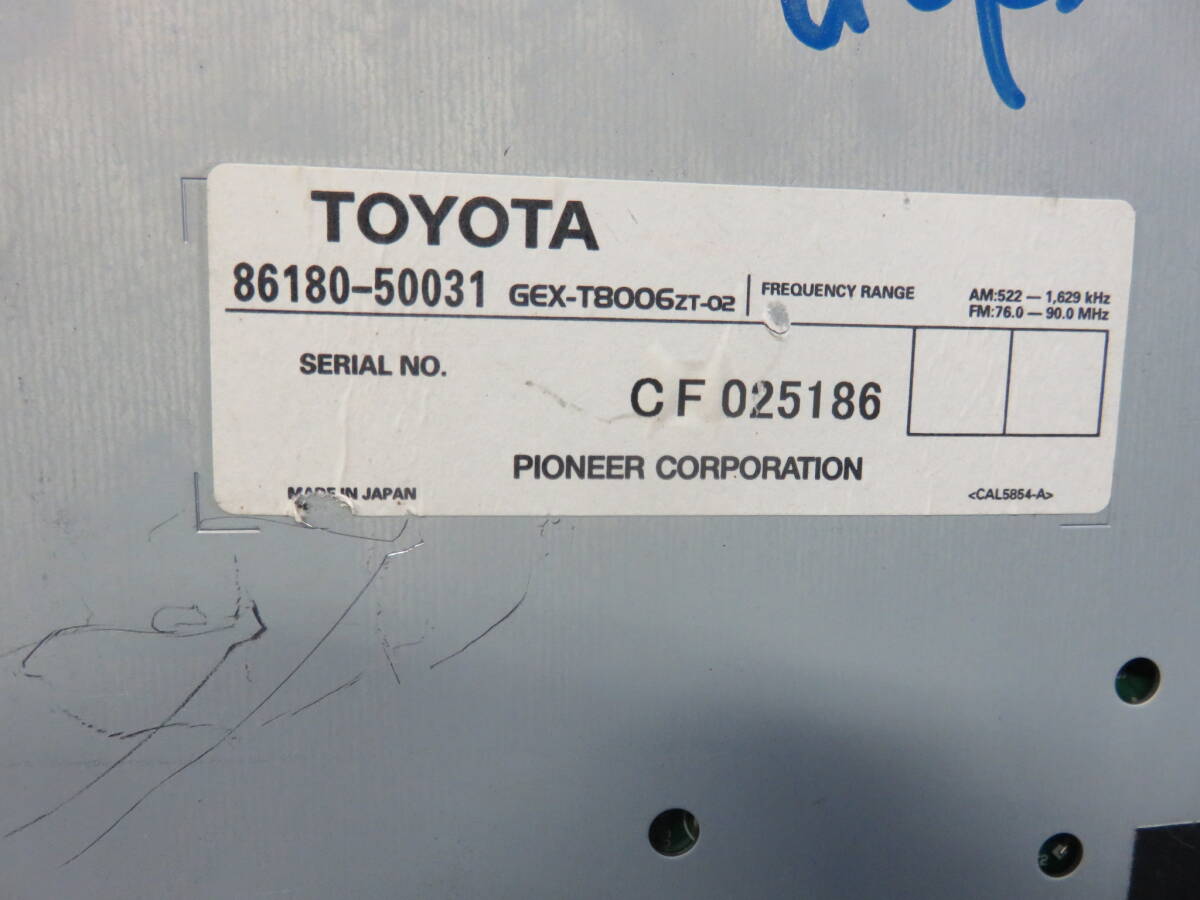 TOYOTA
86180-50031 GEX-T8006ZT-02 FREQUENCY RANGE AM:522 — 1,629 kHz
FM:76.0 — 90.0 MHz
SERIAL NO. CF 025186
PIONEER CORPORATION
MADE IN JAPAN <CAL5854-A>